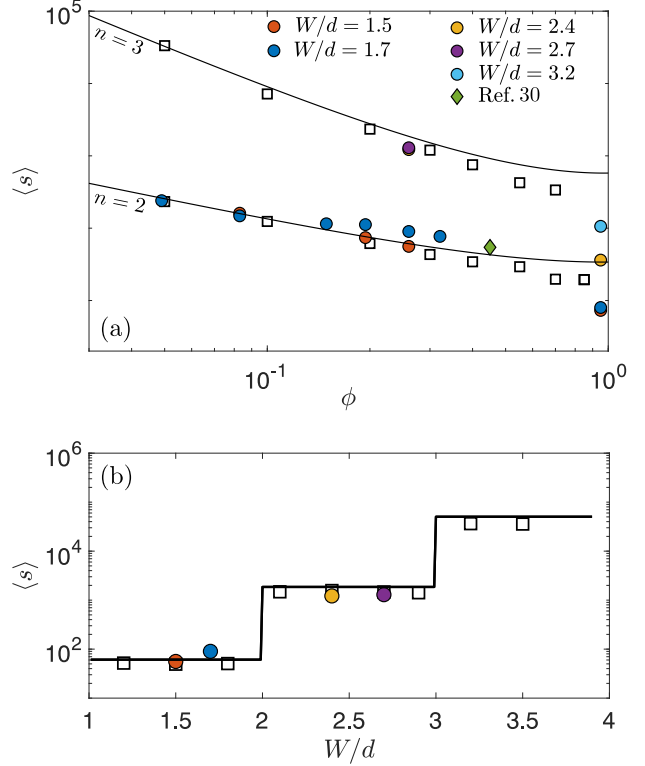 10^5
n = 3
W/d = 1.5
W/d = 2.4
W/d = 1.7
W/d = 2.7
W/d = 3.2
Ref. 30
⟨s⟩
n = 2
(a)
10^-1
10^0
ϕ
(b)
10^6
10^4
10^2
⟨s⟩
1
1.5
2
2.5
3
3.5
4
W/d